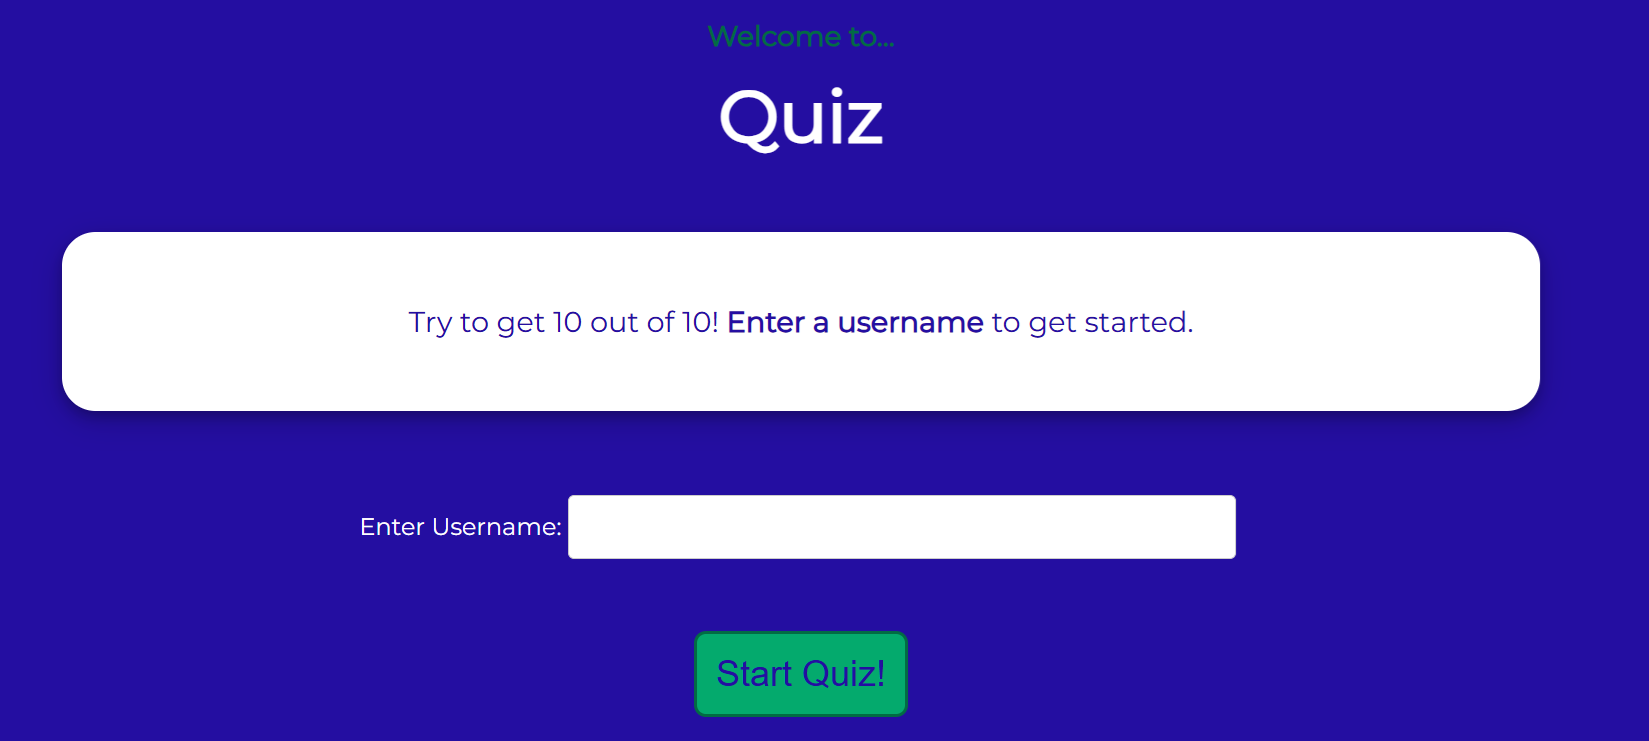 Welcome to...
Quiz
Try to get 10 out of 10! Enter a username to get started.
Enter Username:
Start Quiz!